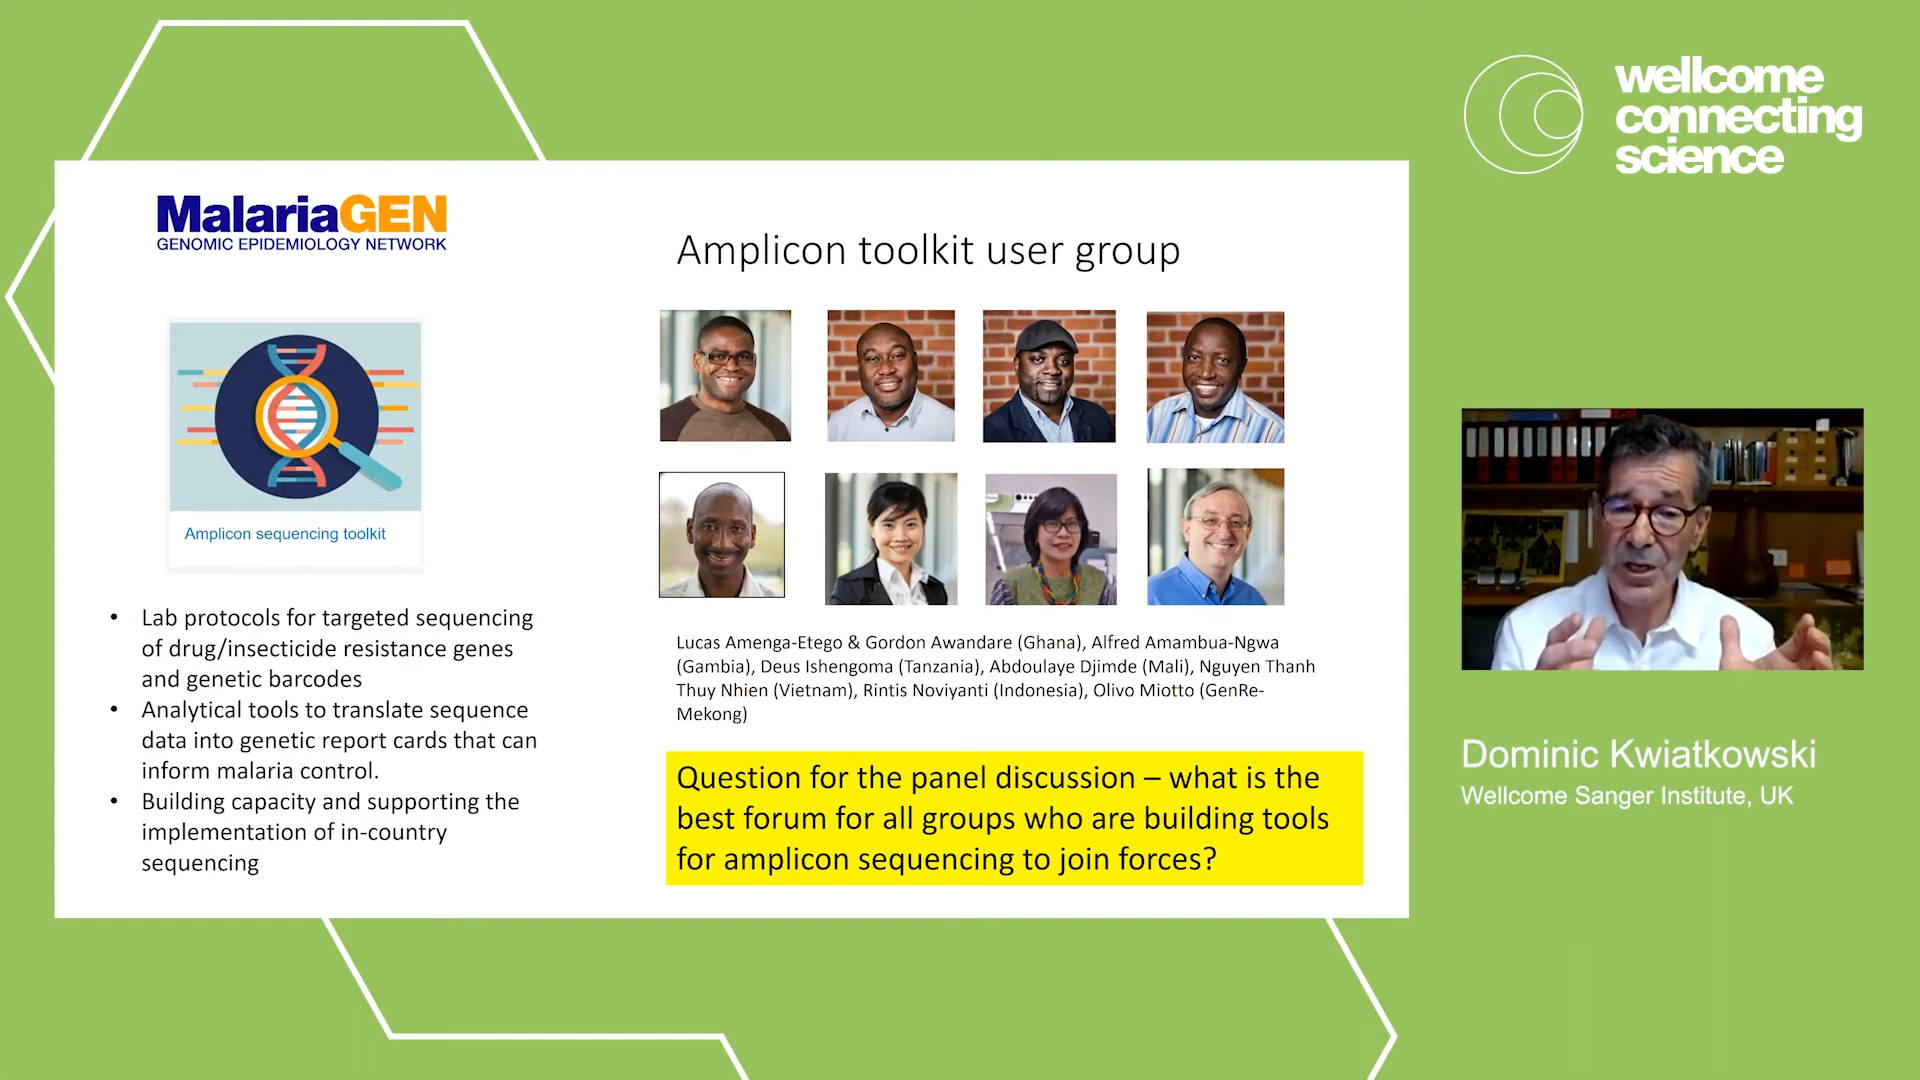 wellcome
connecting
science
MalariaGEN
GENOMIC EPIDEMIOLOGY NETWORK
Amplicon sequencing toolkit
• Lab protocols for targeted sequencing
of drug/insecticide resistance genes
and genetic barcodes
• Analytical tools to translate sequence
data into genetic report cards that can
inform malaria control.
• Building capacity and supporting the
implementation of in-country
sequencing
Amplicon toolkit user group
Lucas Amenga-Etego & Gordon Awandare (Ghana), Alfred Amambua-Ngwa
(Gambia), Deus Ishengoma (Tanzania), Abdoulaye Djimde (Mali), Nguyen Thanh
Thuy Nhien (Vietnam), Rintis Noviyanti (Indonesia), Olivo Miotto (GenRe-
Mekong)
Question for the panel discussion – what is the
best forum for all groups who are building tools
for amplicon sequencing to join forces?
Dominic Kwiatkowski
Wellcome Sanger Institute, UK